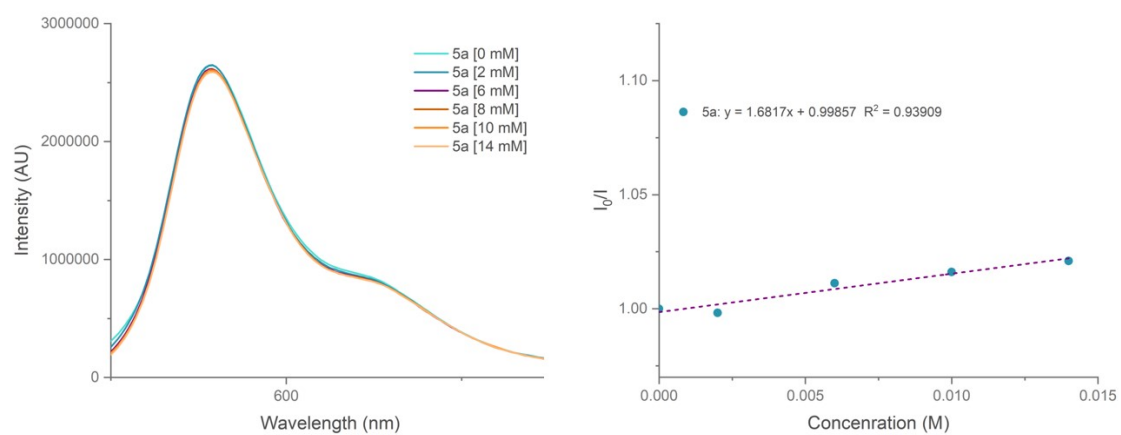 3000000
2000000
1000000
0
Intensity (AU)
600
Wavelength (nm)
5a [0 mM]
5a [2 mM]
5a [6 mM]
5a [8 mM]
5a [10 mM]
5a [14 mM]
1.10
1.05
1.00
I₀/I
5a: y = 1.6817x + 0.99857 R² = 0.93909
0.000 0.005 0.010 0.015
Concenration (M)